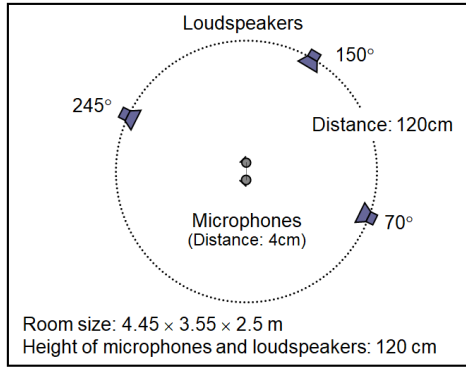 Loudspeakers
150°
245°
Distance: 120cm
Microphones
(Distance: 4cm)
70°
Room size: 4.45 × 3.55 × 2.5 m
Height of microphones and loudspeakers: 120 cm